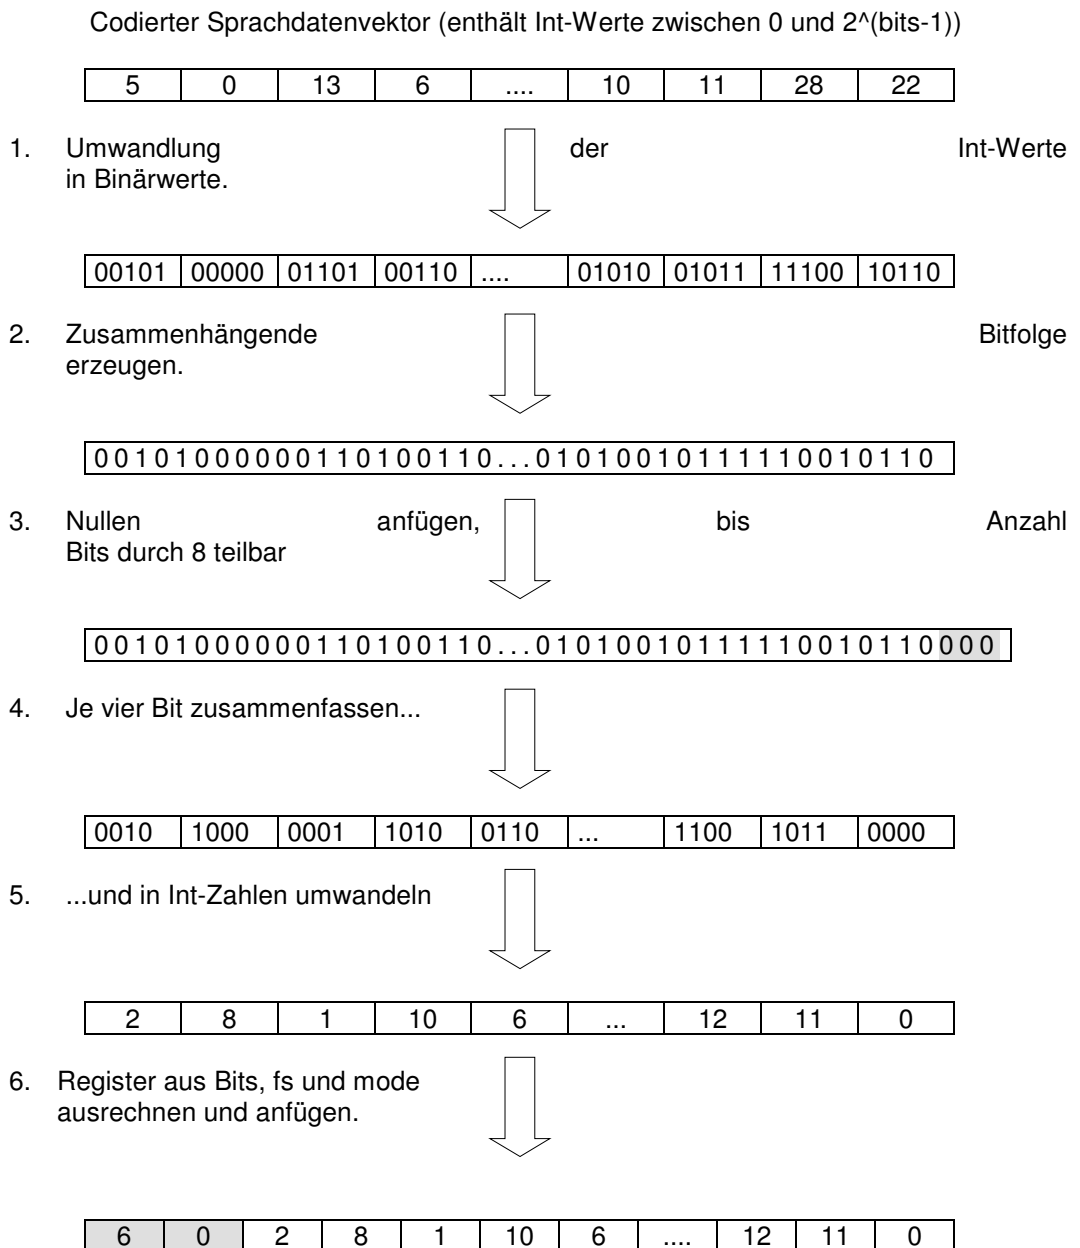 Codierter Sprachdatenvektor (enthält Int-Werte zwischen 0 und 2^(bits-1))
5 0 13 6 .... 10 11 28 22
1. Umwandlung der Int-Werte
in Binärwerte.
00101 00000 01101 00110 .... 01010 01011 11100 10110
2. Zusammenhängende Bitfolge
erzeugen.
0 0 1 0 1 0 0 0 0 0 0 1 1 0 1 0 0 1 1 0 . . . 0 1 0 1 0 0 1 0 1 1 1 1 1 0 0 1 0 1 1 0
3. Nullen anfügen, bis Anzahl
Bits durch 8 teilbar
0 0 1 0 1 0 0 0 0 0 0 1 1 0 1 0 0 1 1 0 . . . 0 1 0 1 0 0 1 0 1 1 1 1 1 0 0 1 0 1 1 0 0 0 0
4. Je vier Bit zusammenfassen...
0010 1000 0001 1010 0110 ... 1100 1011 0000
5. ...und in Int-Zahlen umwandeln
2 8 1 10 6 ... 12 11 0
6. Register aus Bits, fs und mode
ausrechnen und anfügen.
6 0 2 8 1 10 6 .... 12 11 0